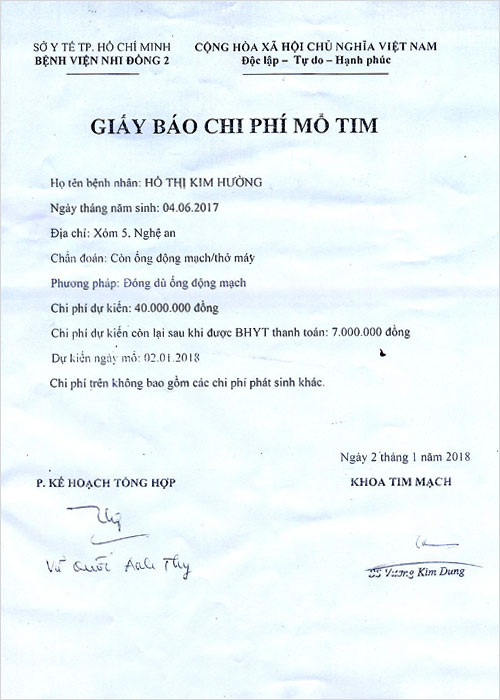 SỞ Y TẾ TP. HỒ CHÍ MINH
BỆNH VIỆN NHI ĐỒNG 2
CỘNG HÒA XÃ HỘI CHỦ NGHĨA VIỆT NAM
Độc lập – Tự do – Hạnh phúc
GIẤY BÁO CHI PHÍ MỔ TIM
Họ tên bệnh nhân: HỒ THỊ KIM HƯỜNG
Ngày tháng năm sinh: 04.06.2017
Địa chỉ: Xóm 5. Nghệ an
Chẩn đoán: Còn ống động mạch/thở máy
Phương pháp: Đóng dù ống động mạch
Chi phí dự kiến: 40.000.000 đồng
Chi phí dự kiến còn lại sau khi được BHYT thanh toán: 7.000.000 đồng
Dự kiến ngày mổ: 02.01.2018
Chi phí trên không bao gồm các chi phí phát sinh khác.
Ngày 2 tháng 1 năm 2018
P. KẾ HOẠCH TỔNG HỢP
KHOA TIM MẠCH
Võ Quốc Anh Thy
Vương Kim Dung